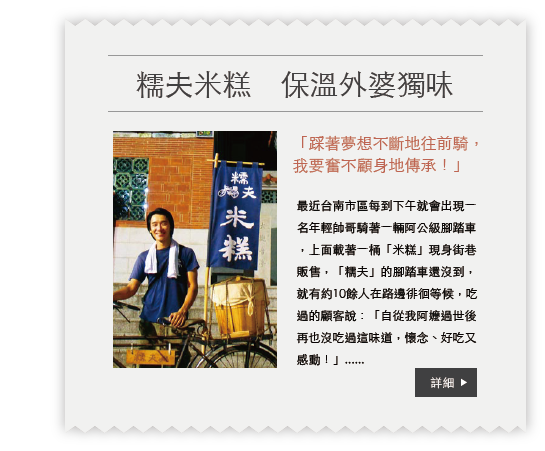 糯夫米糕　保溫外婆獨味
「踩著夢想不斷地往前騎，
我要奮不顧身地傳承！」
糯夫
米糕
最近台南市區每到下午就會出現一
名年輕帥哥騎著一輛阿公級腳踏車
，上面載著一桶「米糕」現身街巷
販售，「糯夫」的腳踏車還沒到，
就有約10餘人在路邊徘徊等候，吃
過的顧客說：「自從我阿嬤過世後
再也沒吃過這味道，懷念、好吃又
感動！」......
糯夫米糕
詳細